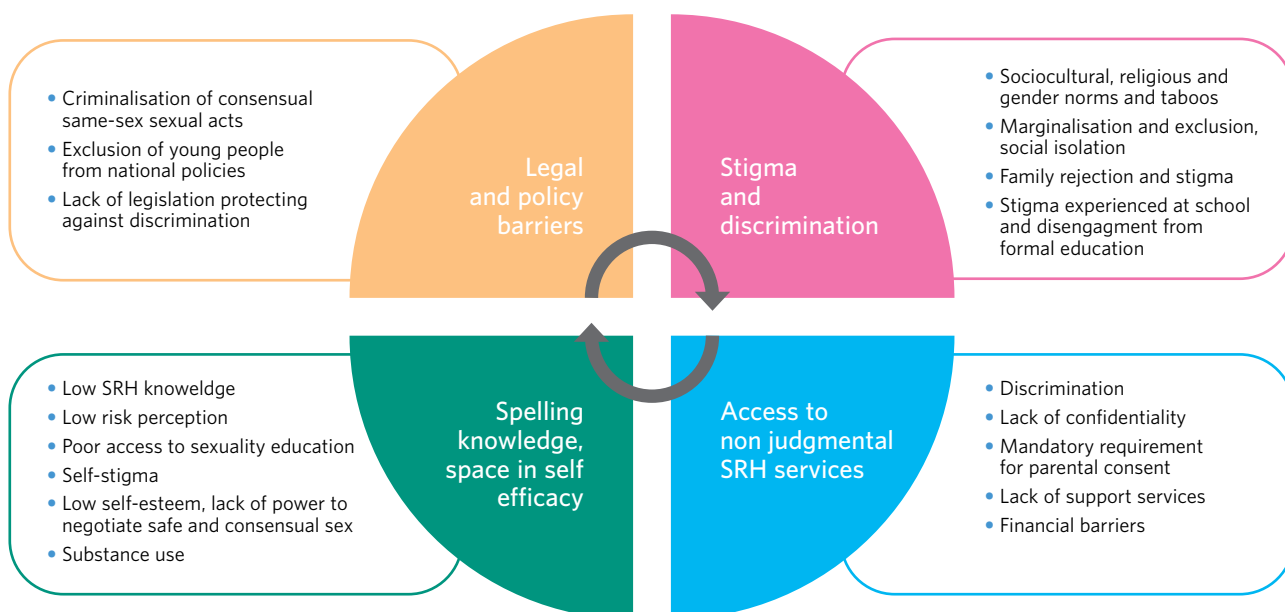 • Criminalisation of consensual
same-sex sexual acts
• Exclusion of young people
from national policies
• Lack of legislation protecting
against discrimination
Legal
and policy
barriers
Stigma
and
discrimination
• Sociocultural, religious and
gender norms and taboos
• Marginalisation and exclusion,
social isolation
• Family rejection and stigma
• Stigma experienced at school
and disengagment from
formal education
• Low SRH knoweldge
• Low risk perception
• Poor access to sexuality education
• Self-stigma
• Low self-esteem, lack of power to
negotiate safe and consensual sex
• Substance use
Spelling
knowledge,
space in self
efficacy
Access to
non judgmental
SRH services
• Discrimination
• Lack of confidentiality
• Mandatory requirement
for parental consent
• Lack of support services
• Financial barriers